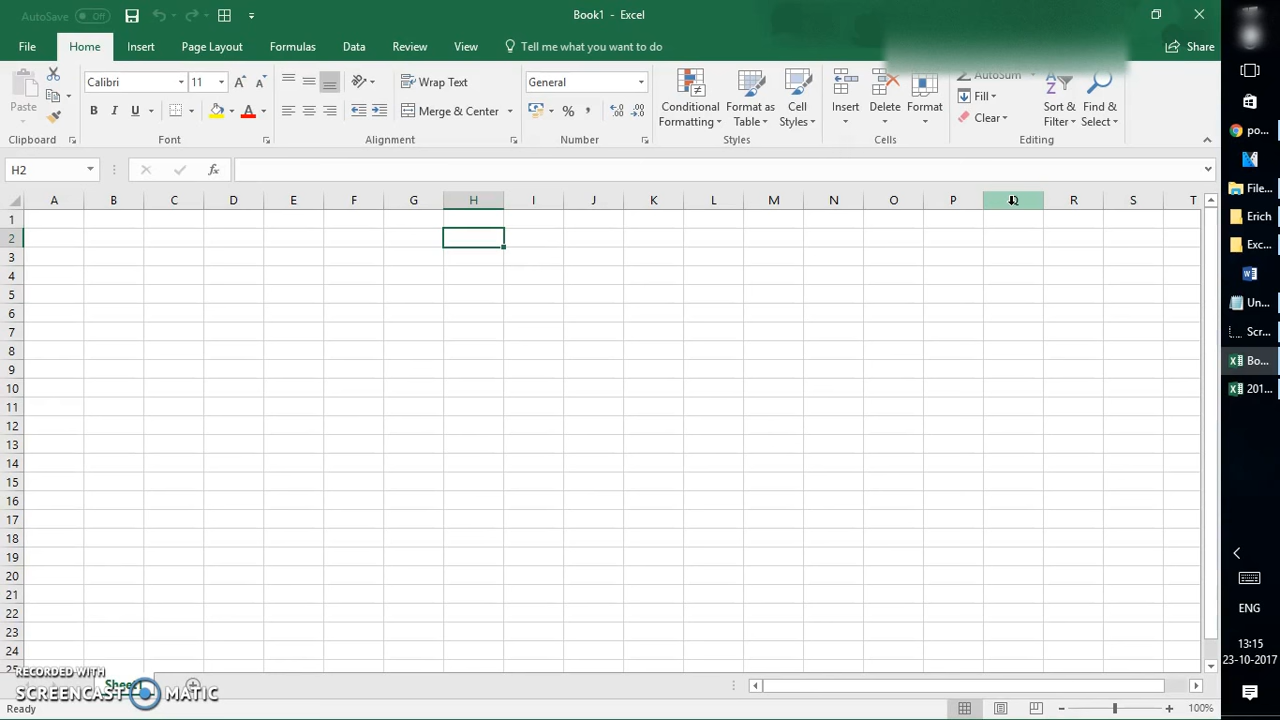 AutoSave Off
Book1 - Excel
File Home Insert Page Layout Formulas Data Review View Tell me what you want to do Share
Paste
Calibri 11
B I U
Wrap Text
Merge & Center
General
% ,
Conditional Formatting
Format as Table
Cell Styles
Insert Delete Format
AutoSum
Fill
Clear
Sort & Filter
Find & Select
Clipboard Font Alignment Number Styles Cells Editing
H2 fx
A B C D E F G H I J K L M N O P R S T
1
2
3
4
5
6
7
8
9
10
11
12
13
14
15
16
17
18
19
20
21
22
23
24
25
Sheet1
RECORDED WITH
SCREENCAST MATIC
Ready
100%
po...
File...
Erich
Exc...
Un...
Scr...
Bo...
201...
ENG
13:15
23-10-2017